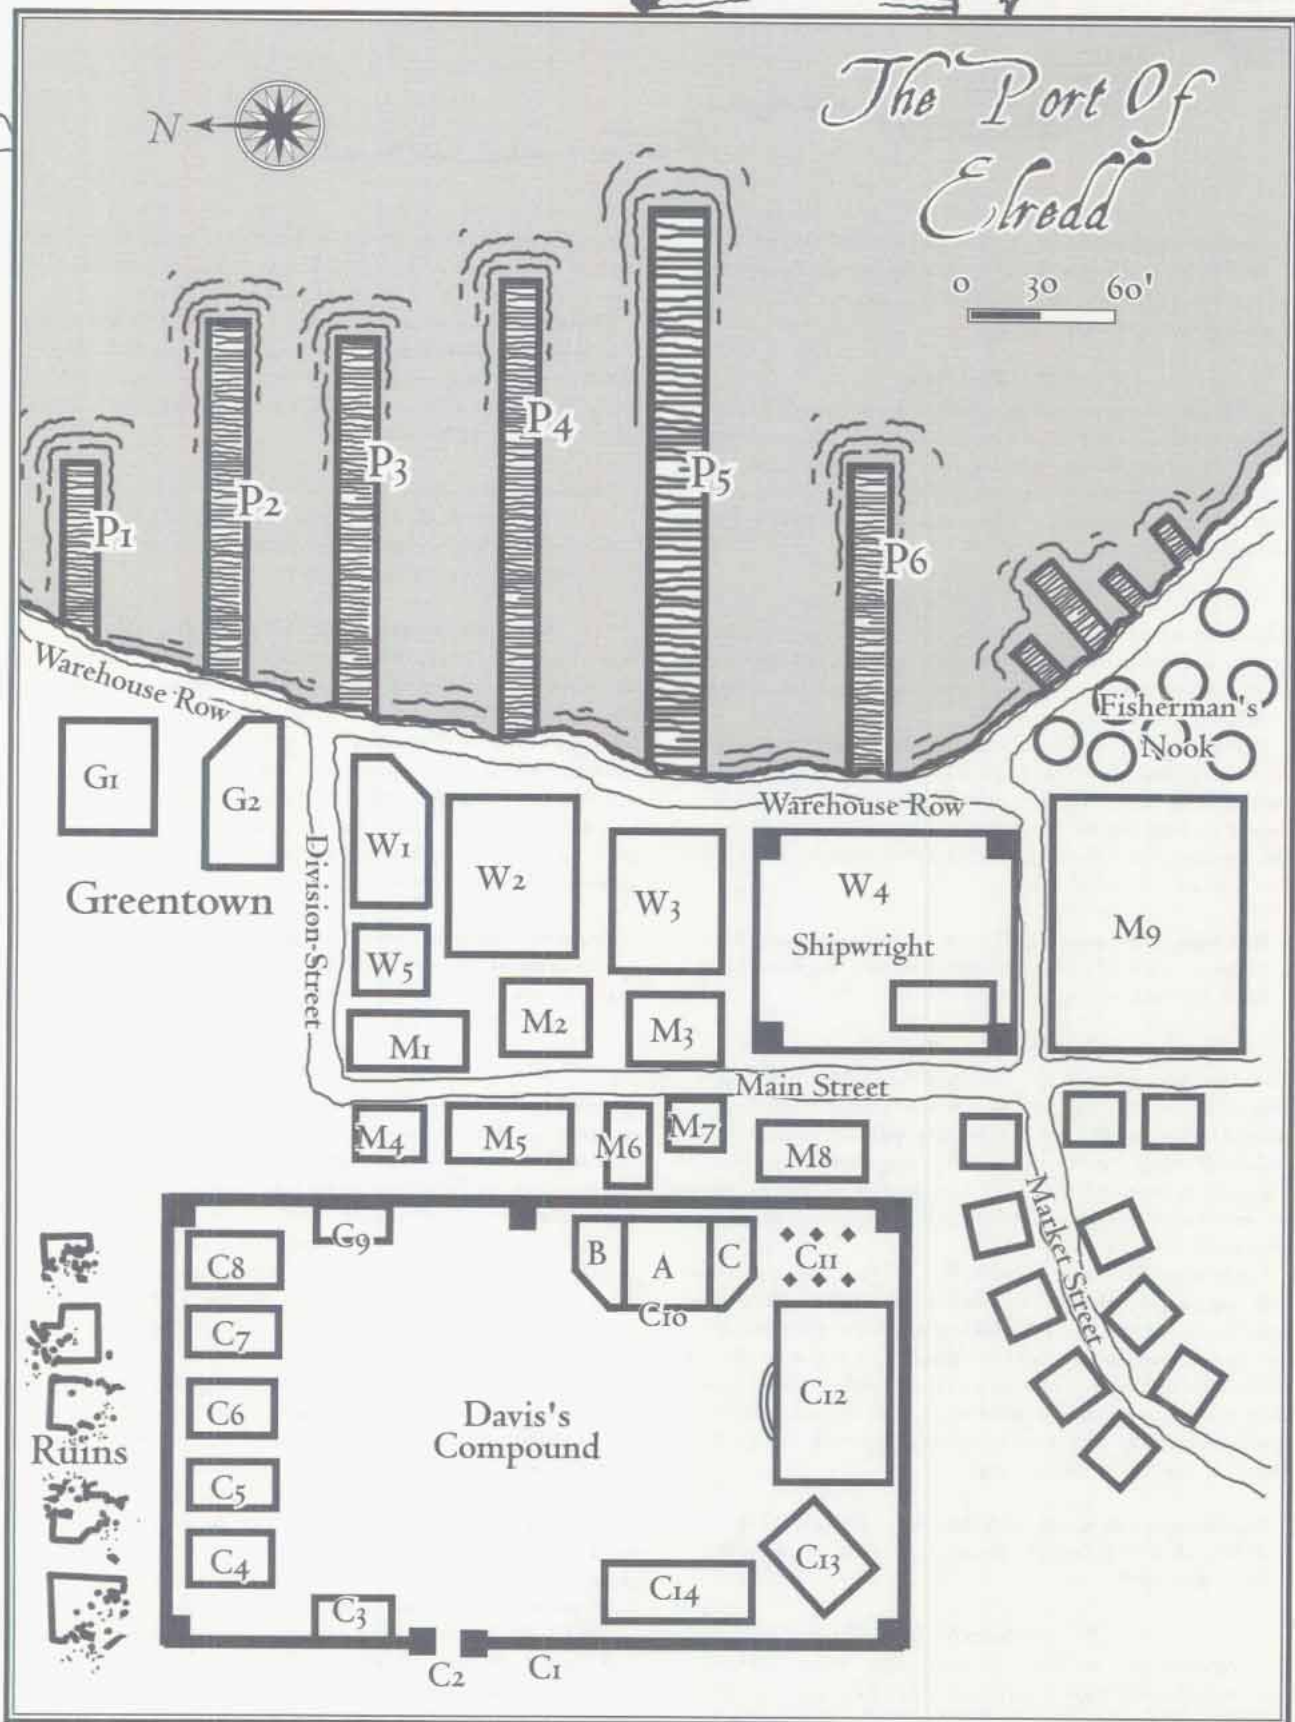 The Port Of
Elredd
N
0 30 60'
P1
P2
P3
P4
P5
P6
Warehouse Row
Fisherman's
Nook
G1
G2
Greentown
Division Street
W1
W2
W3
Warehouse Row
W4
Shipwright
M9
W5
M1
M2
M3
Main Street
M4
M5
M6
M7
M8
Market Street
C9
C8
C7
C6
C5
C4
C3
B
A
C
C10
C11
C12
C13
C14
Davis's
Compound
Ruins
C2
C1